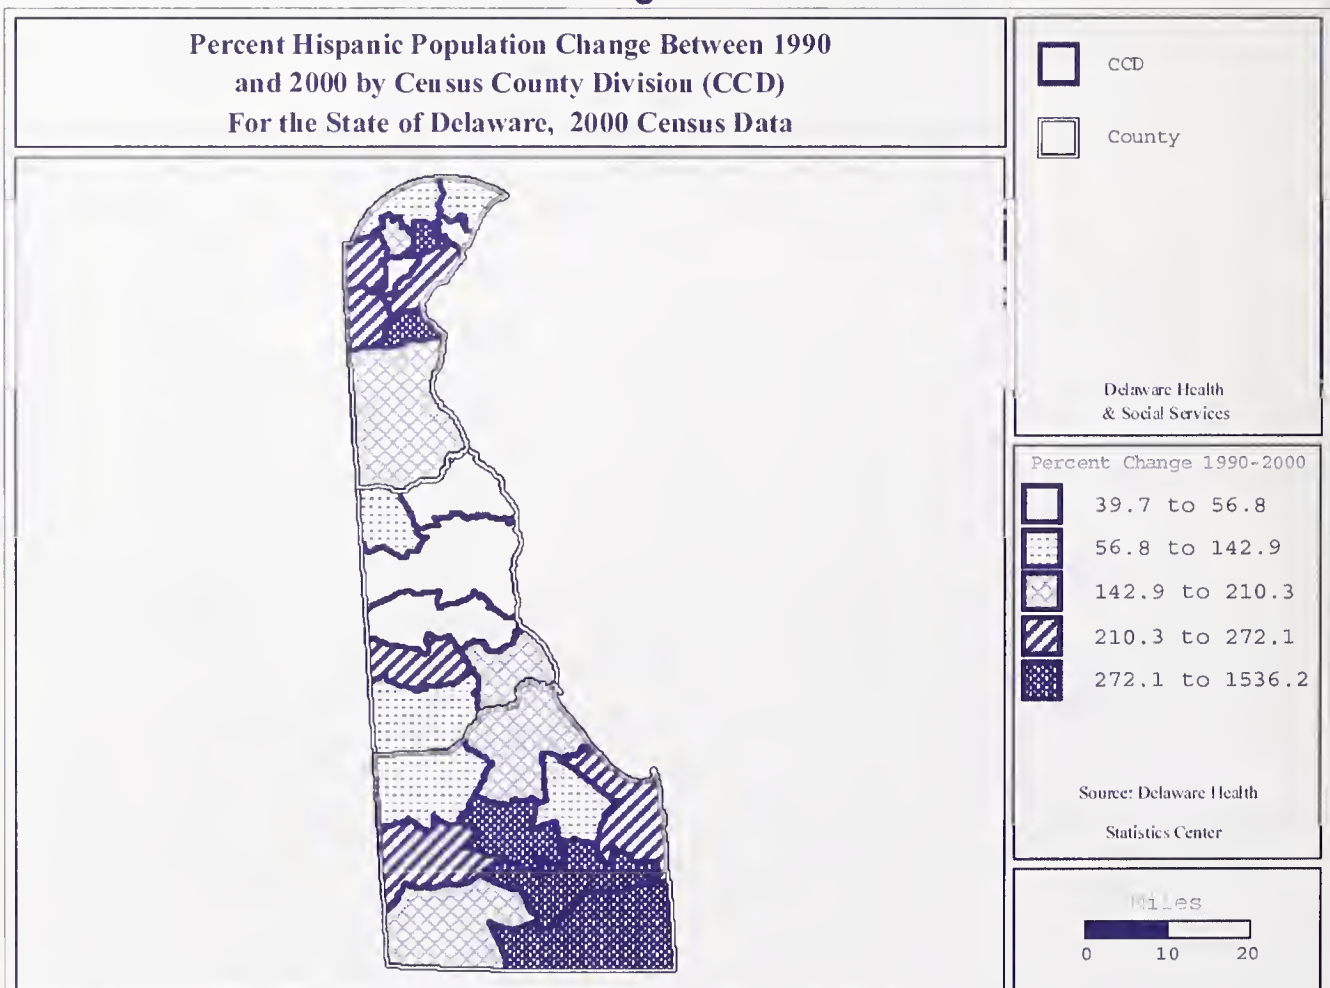 Percent Hispanic Population Change Between 1990
and 2000 by Census County Division (CCD)
For the State of Delaware, 2000 Census Data
CCD
County
Delaware Health
& Social Services
Percent Change 1990-2000
39.7 to 56.8
56.8 to 142.9
142.9 to 210.3
210.3 to 272.1
272.1 to 1536.2
Source: Delaware Health
Statistics Center
Miles
0 10 20